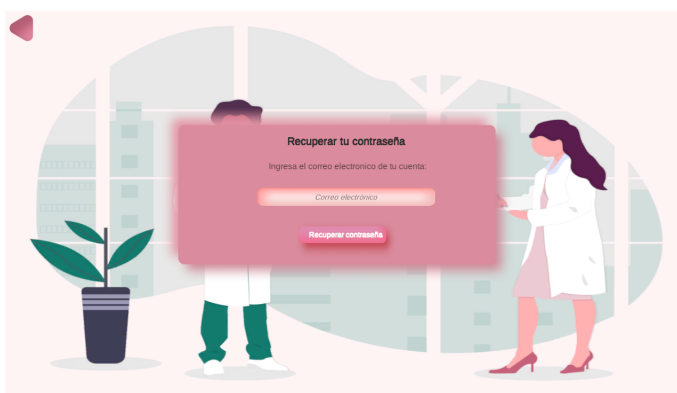 Recuperar tu contraseña
Ingresa el correo electronico de tu cuenta:
Correo electrónico
Recuperar contraseña